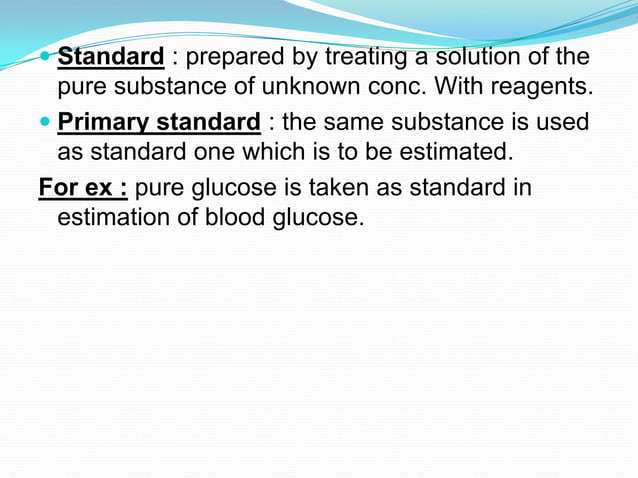 Standard : prepared by treating a solution of the
pure substance of unknown conc. With reagents.
Primary standard : the same substance is used
as standard one which is to be estimated.
For ex : pure glucose is taken as standard in
estimation of blood glucose.